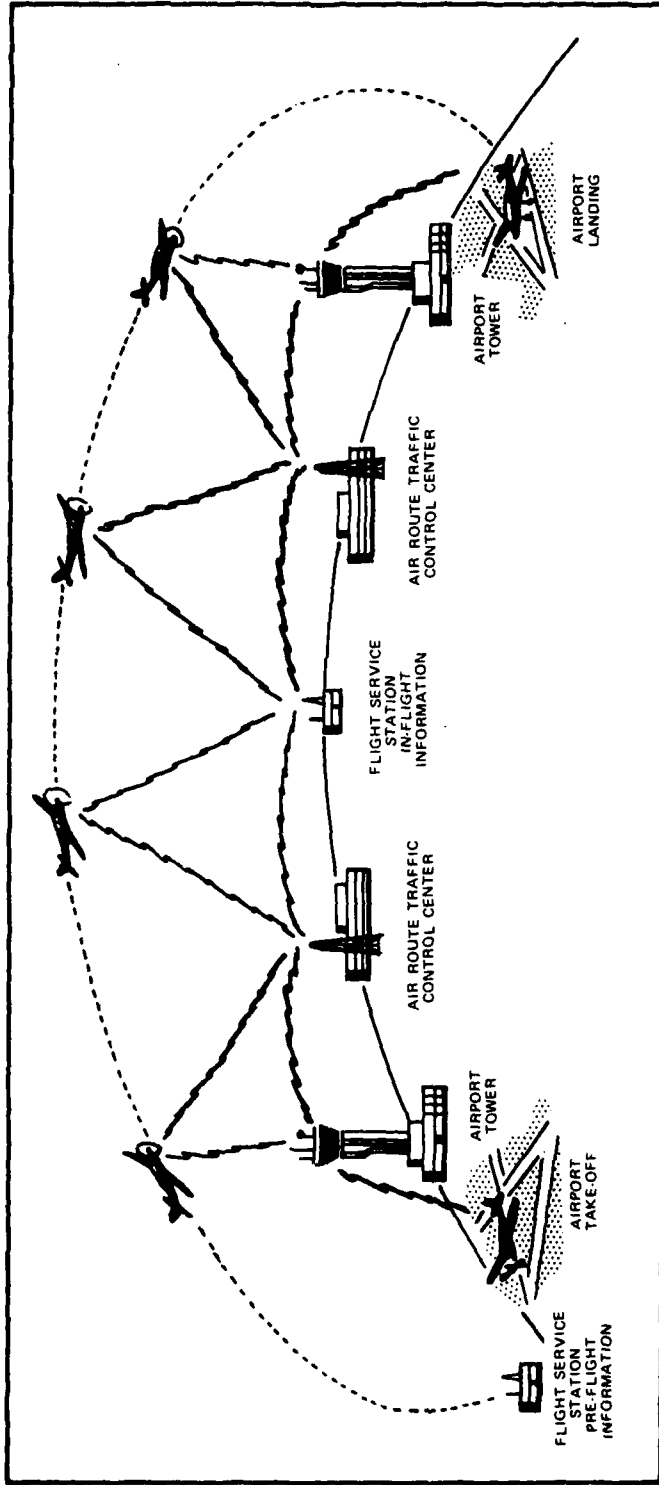 FLIGHT SERVICE
STATION
PRE-FLIGHT
INFORMATION
AIRPORT
TAKE-OFF
AIRPORT
TOWER
AIR ROUTE TRAFFIC
CONTROL CENTER
FLIGHT SERVICE
STATION
IN-FLIGHT
INFORMATION
AIR ROUTE TRAFFIC
CONTROL CENTER
AIRPORT
TOWER
AIRPORT
LANDING